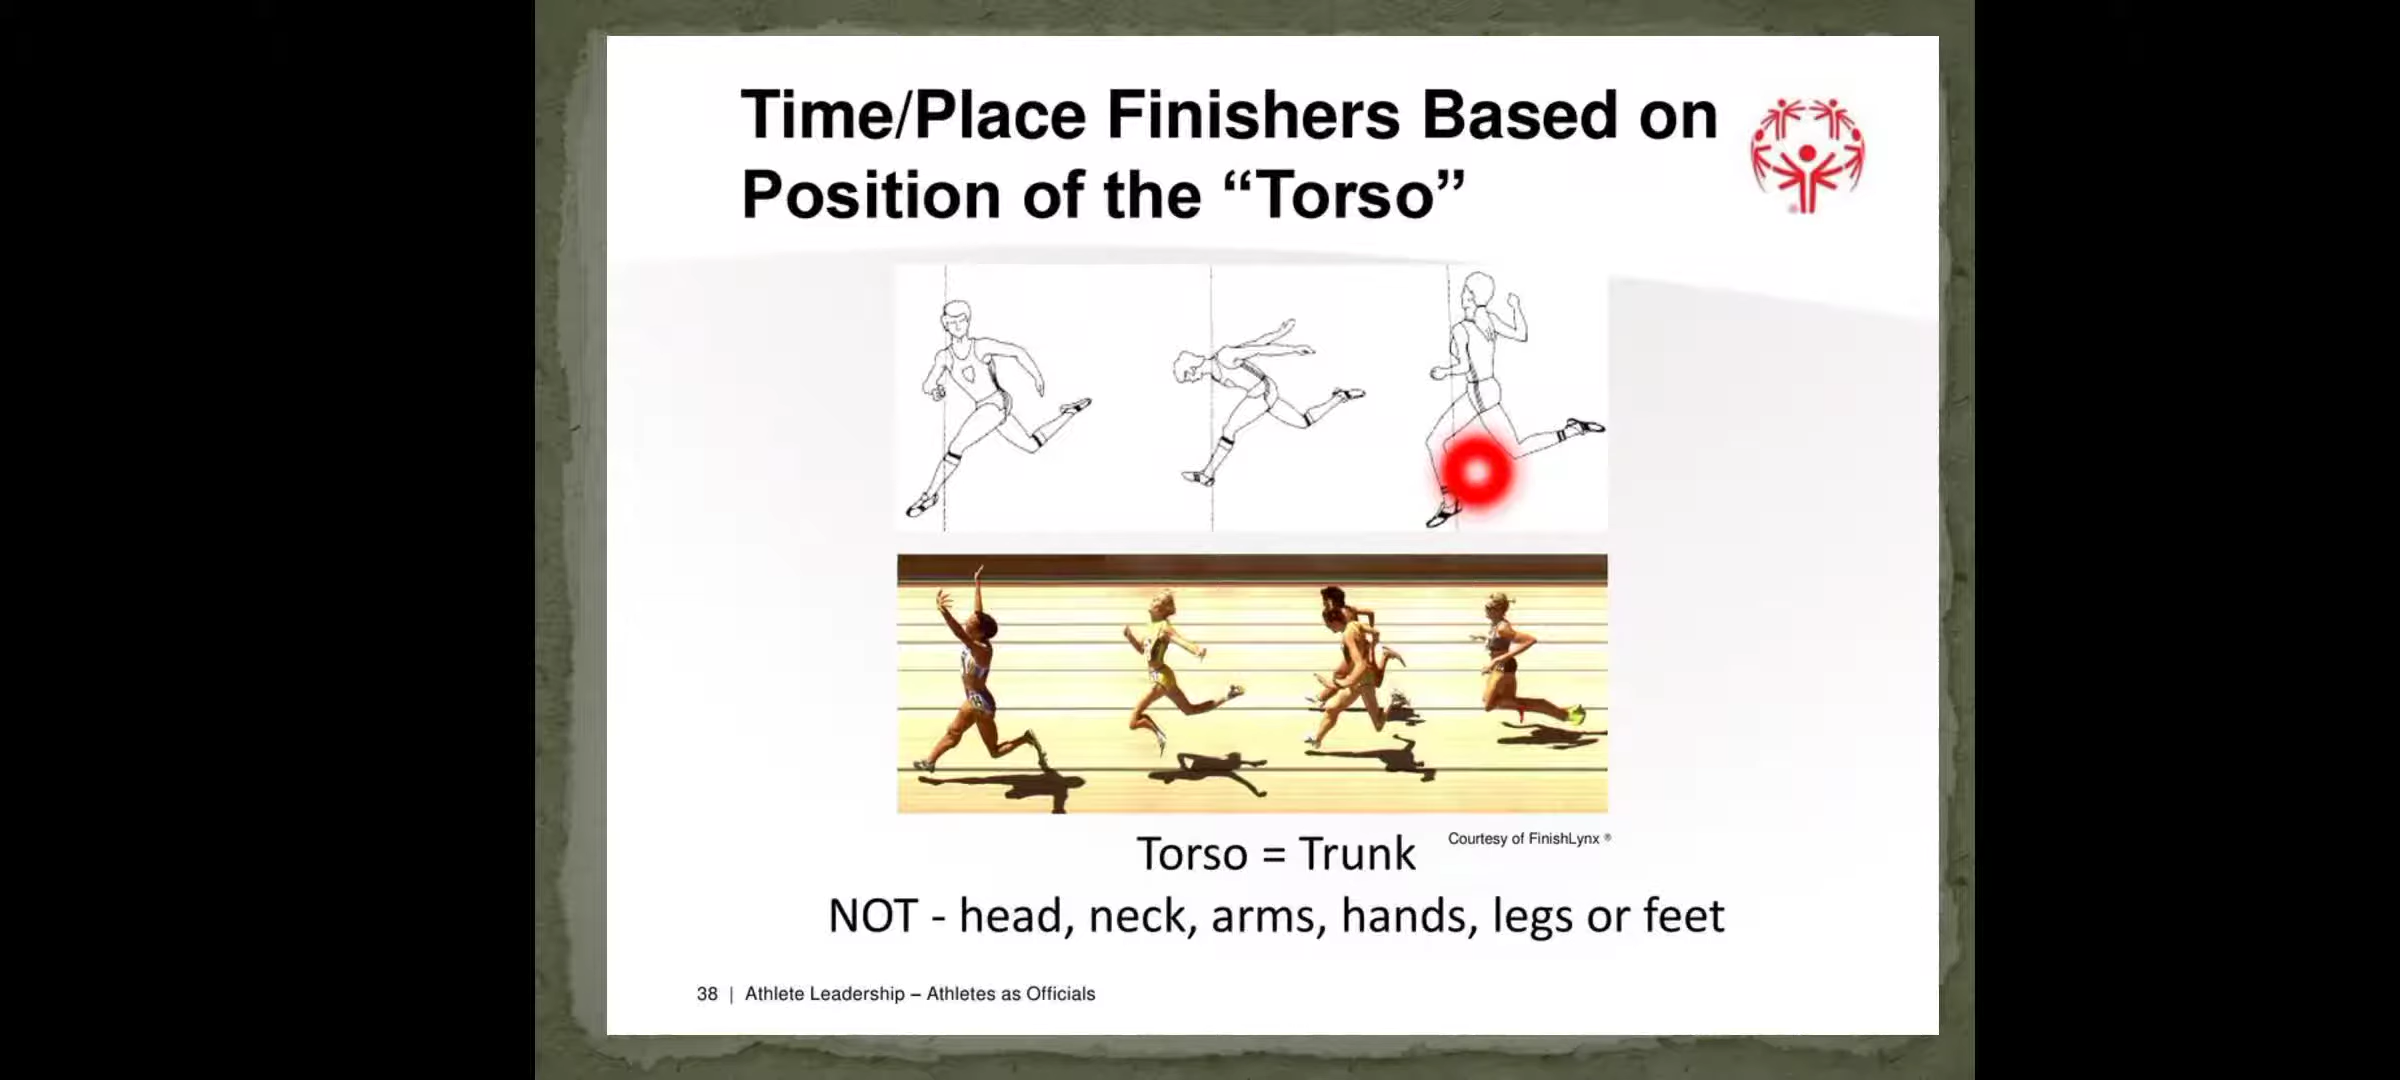 Time/Place Finishers Based on
Position of the “Torso”
Courtesy of FinishLynx ®
Torso = Trunk
NOT - head, neck, arms, hands, legs or feet
38 | Athlete Leadership – Athletes as Officials